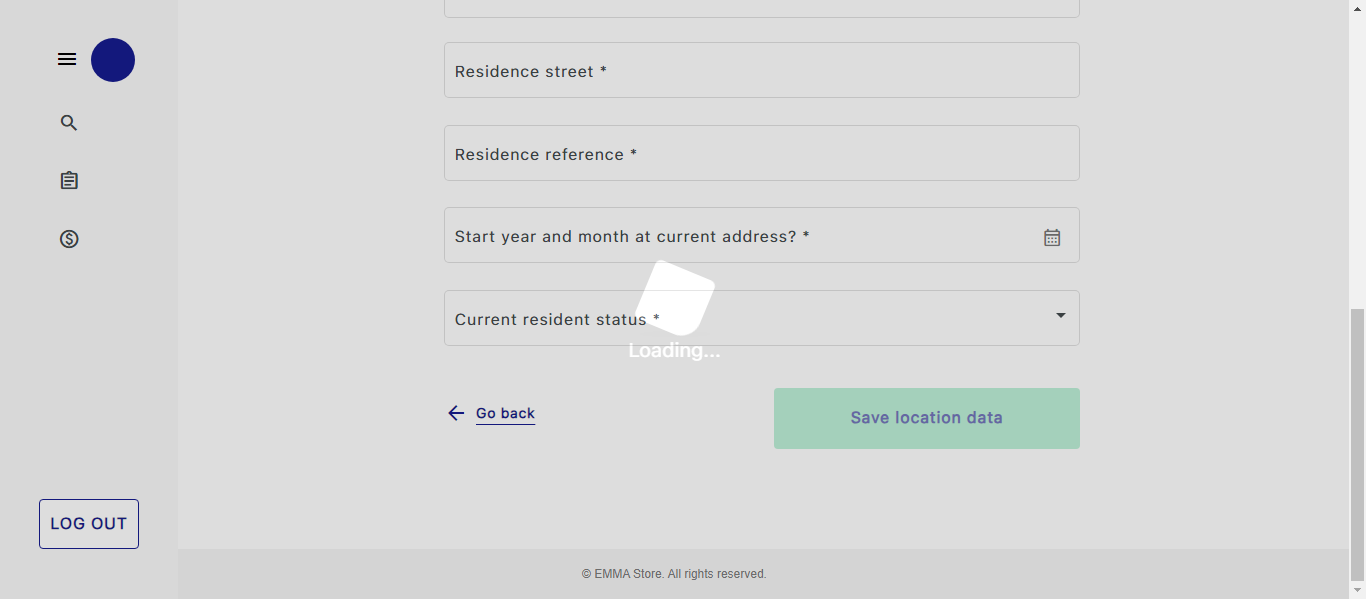 Residence street *
Residence reference *
Start year and month at current address? *
Current resident status *
Loading...
Go back
Save location data
LOG OUT
© EMMA Store. All rights reserved.